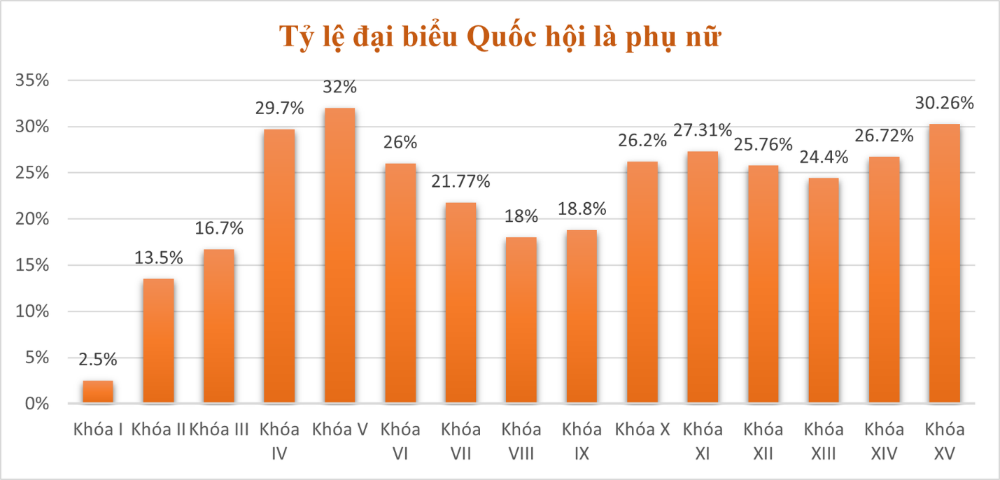 Tỷ lệ đại biểu Quốc hội là phụ nữ
35%
30%
25%
20%
15%
10%
5%
0%
2.5%
13.5%
16.7%
29.7%
32%
26%
21.77%
18%
18.8%
26.2%
27.31%
25.76%
24.4%
26.72%
30.26%
Khóa I
Khóa II
Khóa III
Khóa
IV
Khóa V
Khóa
VI
Khóa
VII
Khóa
VIII
Khóa
IX
Khóa X
Khóa
XI
Khóa
XII
Khóa
XIII
Khóa
XIV
Khóa
XV